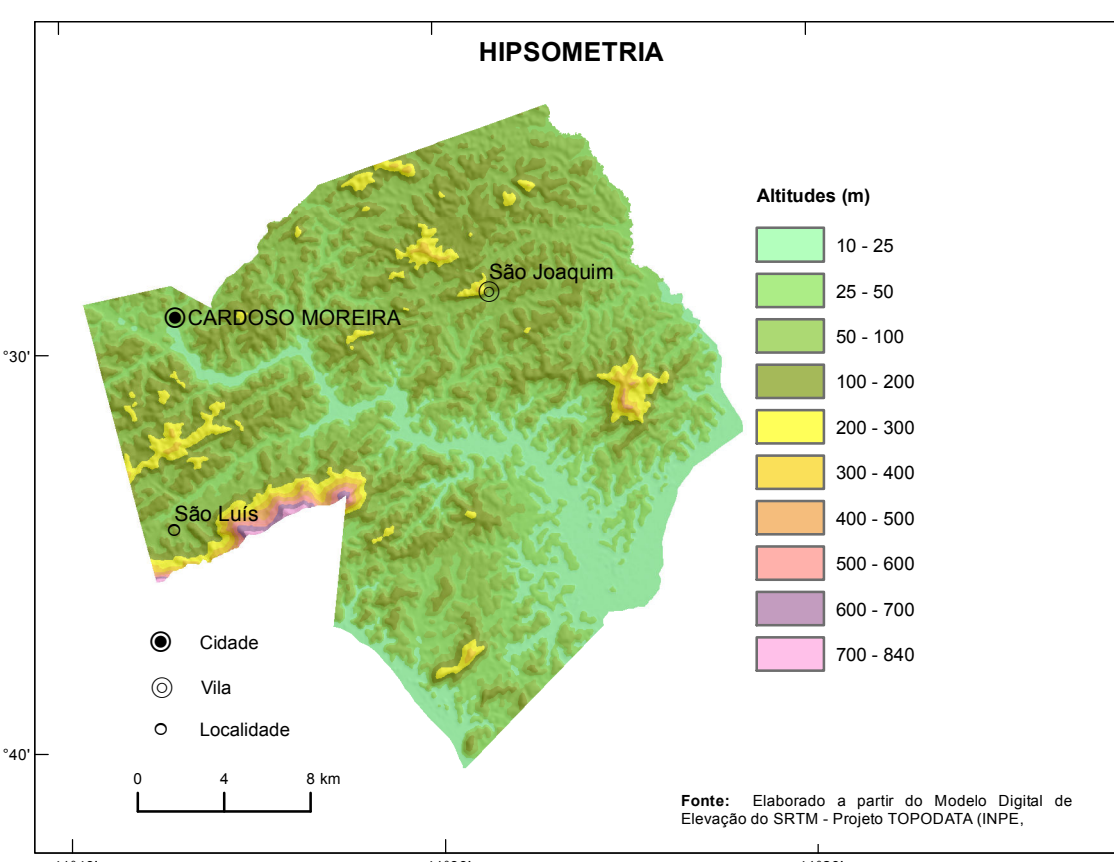 HIPSOMETRIA
Altitudes (m)
10 - 25
25 - 50
50 - 100
100 - 200
200 - 300
300 - 400
400 - 500
500 - 600
600 - 700
700 - 840
São Joaquim
CARDOSO MOREIRA
°30'
São Luís
Cidade
Vila
Localidade
°40'
0 4 8 km
Fonte: Elaborado a partir do Modelo Digital de
Elevação do SRTM - Projeto TOPODATA (INPE,